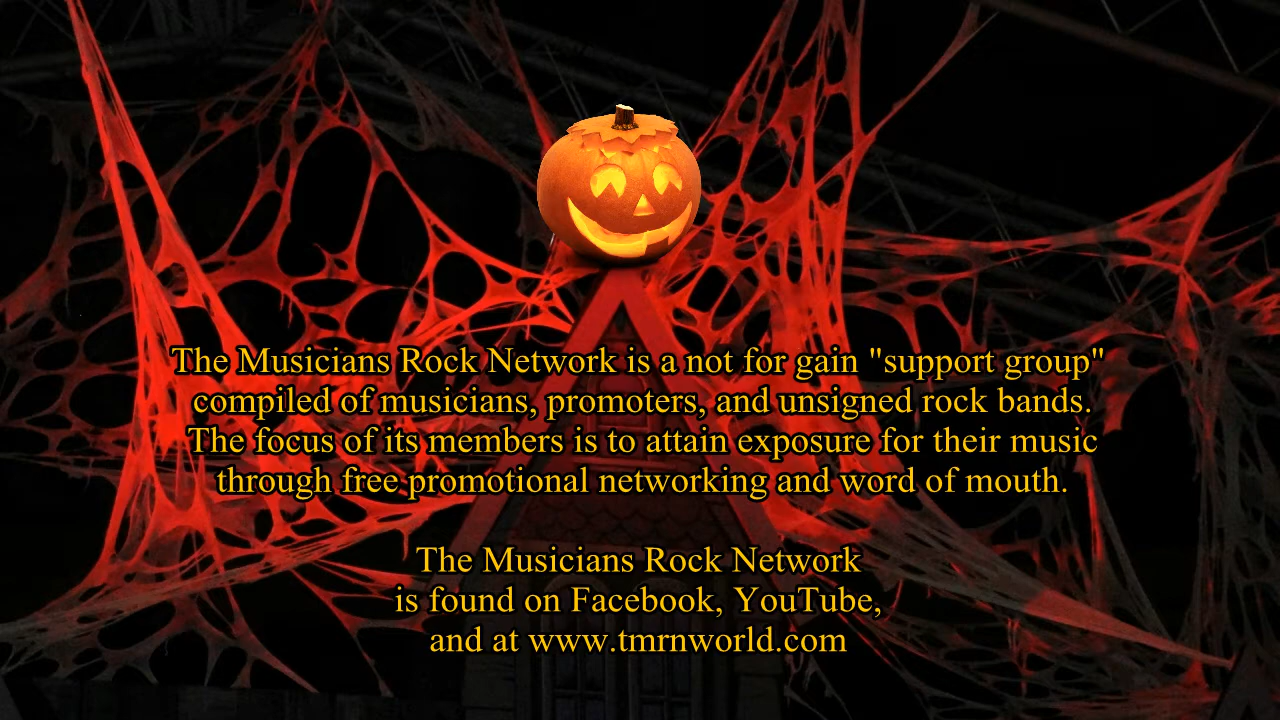 The Musicians Rock Network is a not for gain "support group"
compiled of musicians, promoters, and unsigned rock bands.
The focus of its members is to attain exposure for their music
through free promotional networking and word of mouth.
The Musicians Rock Network
is found on Facebook, YouTube,
and at www.tmrnworld.com